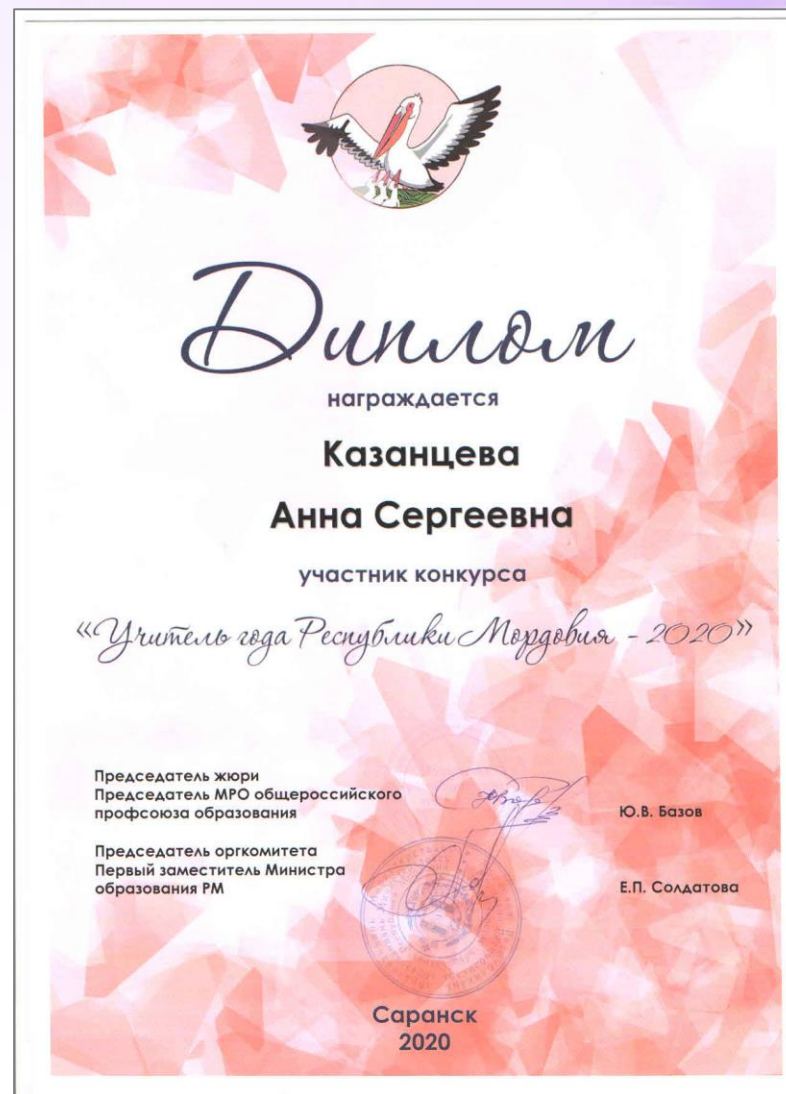 Диплом
награждается
Казанцева
Анна Сергеевна
участник конкурса
«Учитель года Республики Мордовия - 2020»
Председатель жюри
Председатель МРО общероссийского
профсоюза образования
Ю.В. Базов
Председатель оргкомитета
Первый заместитель Министра
образования РМ
Е.П. Солдатова
Саранск
2020